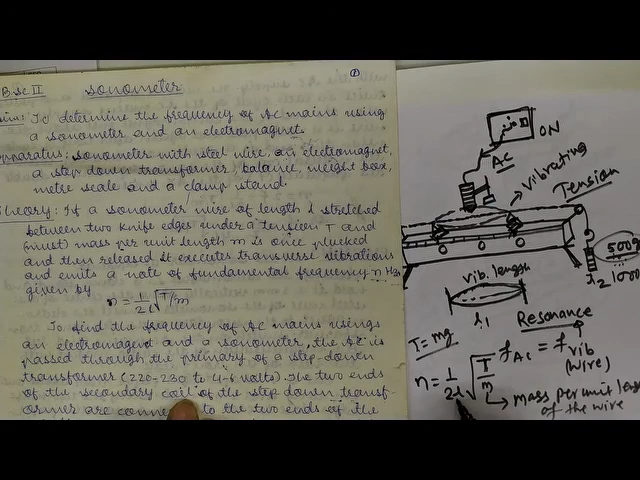 B.Sc II sonometer
Aim: To determine the frequency of AC mains using
a sonometer and an electromagnet.
Apparatus: sonometer with steel wire, an electromagnet,
a step down transformer, balance, weight box,
metre scale and a clamp stand.
Theory: If a sonometer wire of length l stretched
between two knife edges under a tension T and
mass per unit length m is once plucked
and then released it executes transverse vibrations
and emits a note of fundamental frequency n Hz
given by
n = 1/2l √T/m
To find the frequency of AC mains usings
an electromagnet and a sonometer, the AC is
passed through the primary of a step down
transformer (220-230 to 4-6 volts). The two ends
of the secondary coil of the step down transf-
ormer are to the two ends of the
ON
AC
vibrating
Tension
500g
1000
vib. length
l1
Resonance
T = mg
fAC = fvib
(wire)
n = 1/2l √T/m
mass per unit leng
of the wire